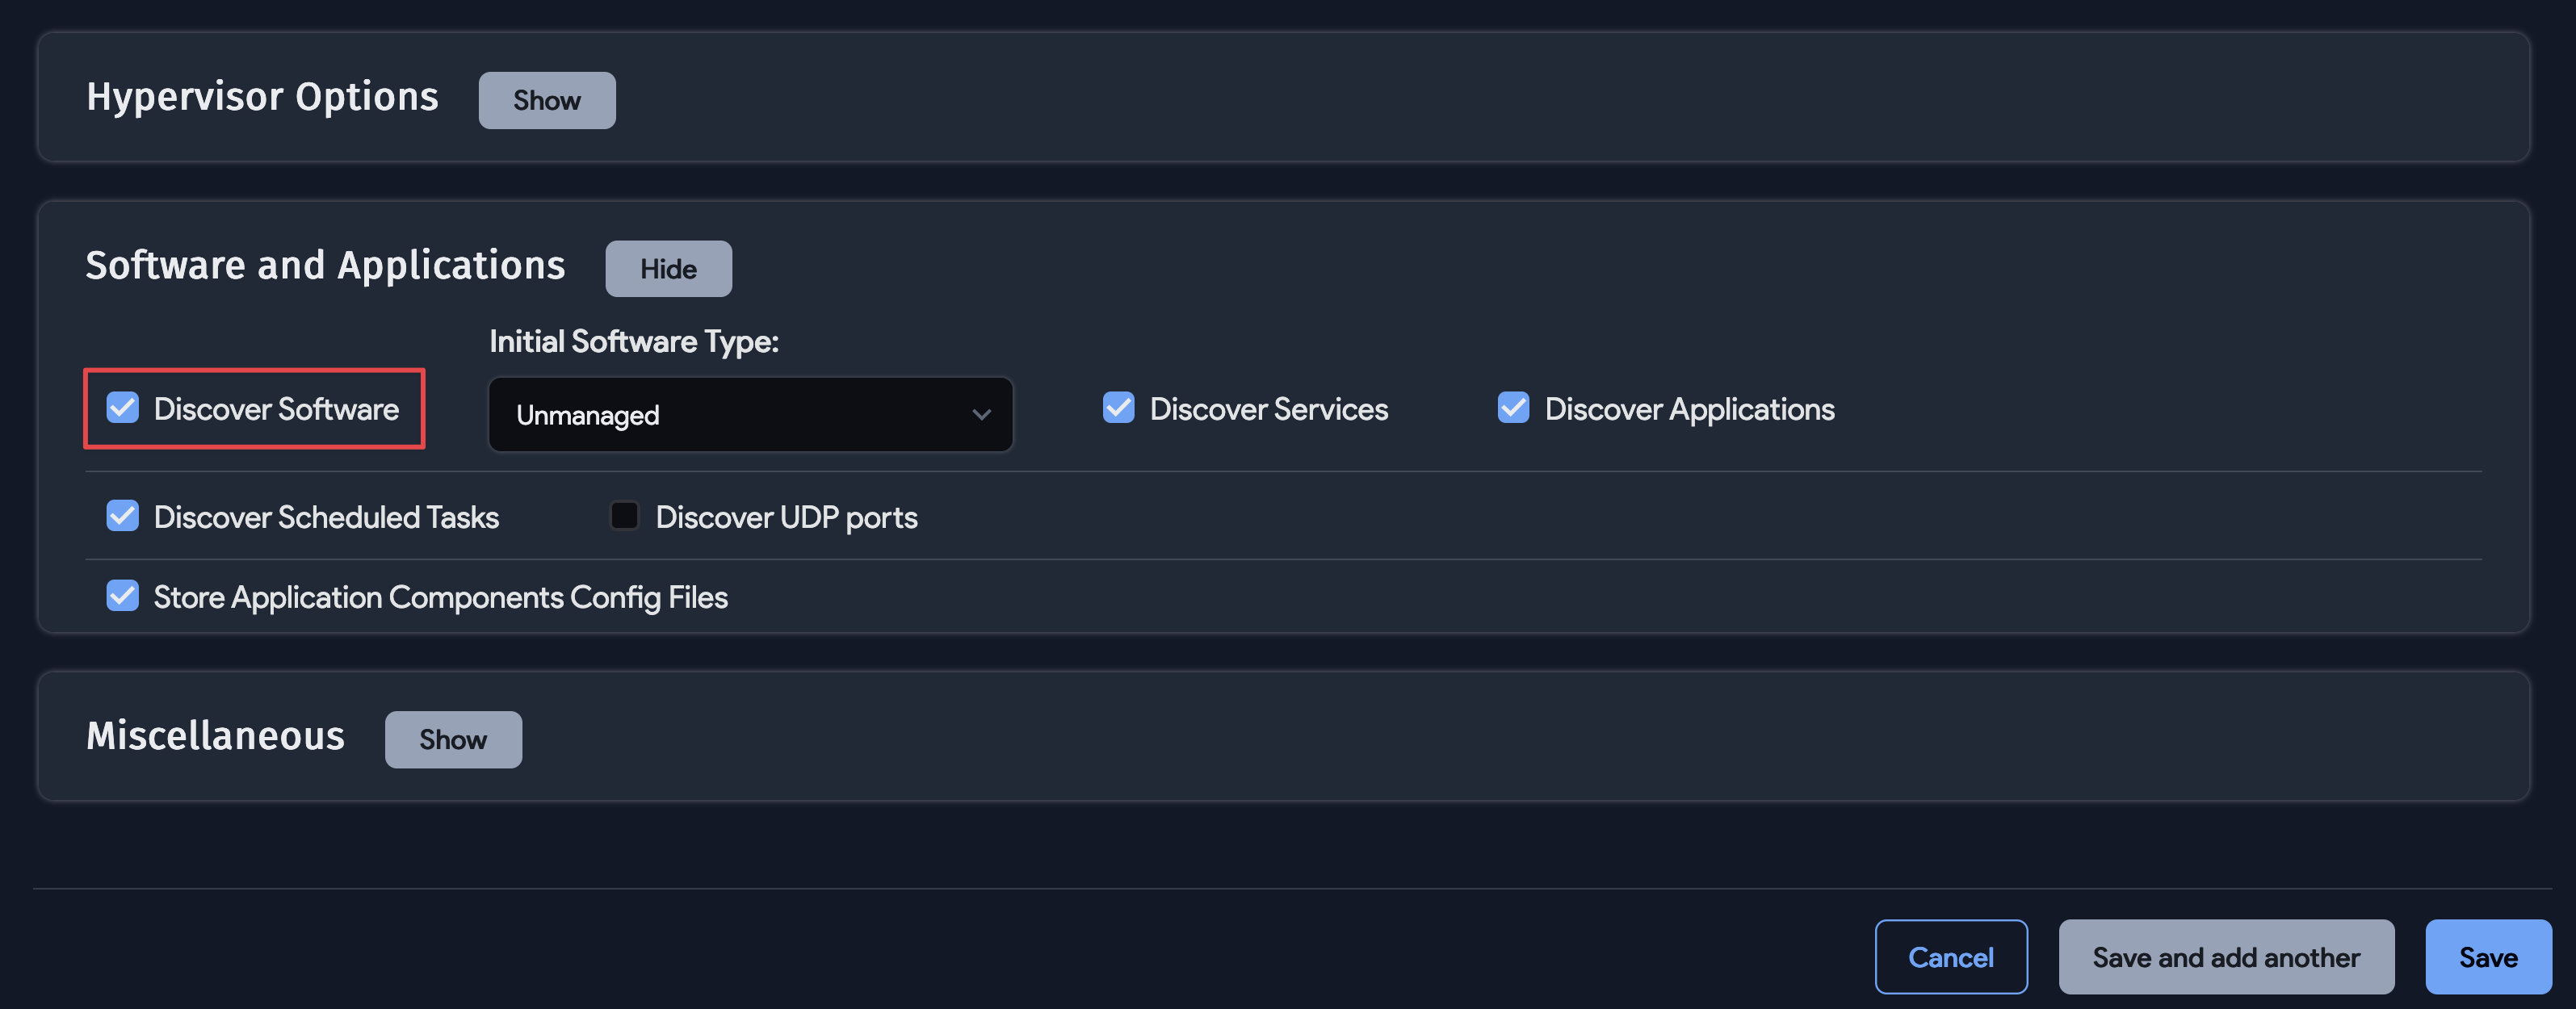 Hypervisor Options Show
Software and Applications Hide
Initial Software Type:
Discover Software Unmanaged Discover Services Discover Applications
Discover Scheduled Tasks Discover UDP ports
Store Application Components Config Files
Miscellaneous Show
Cancel Save and add another Save